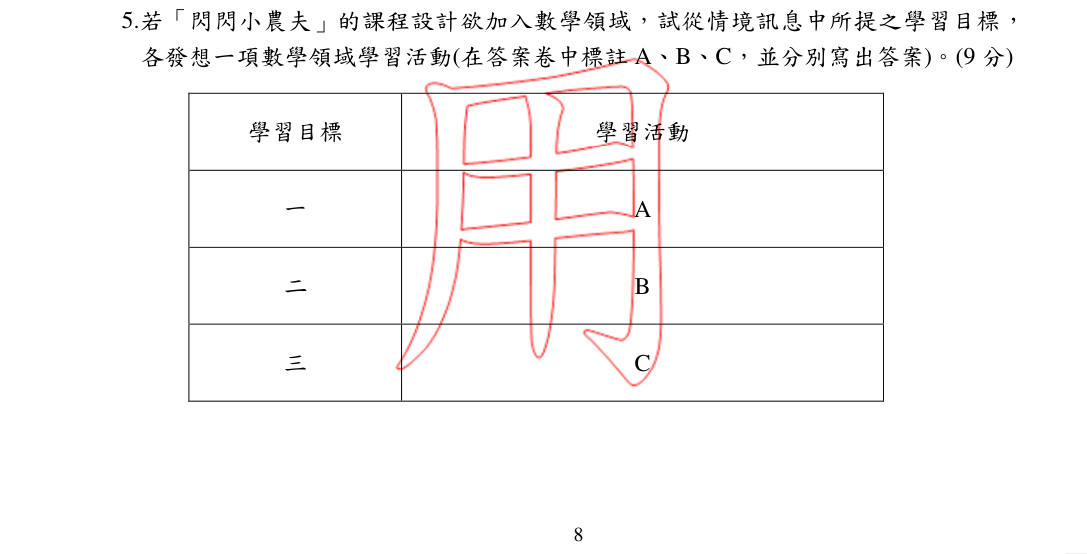 5.若「閃閃小農夫」的課程設計欲加入數學領域，試從情境訊息中所提之學習目標，
各發想一項數學領域學習活動(在答案卷中標註 A、B、C，並分別寫出答案)。(9 分)
學習目標 學習活動
一 A
二 B
三 C
用
8